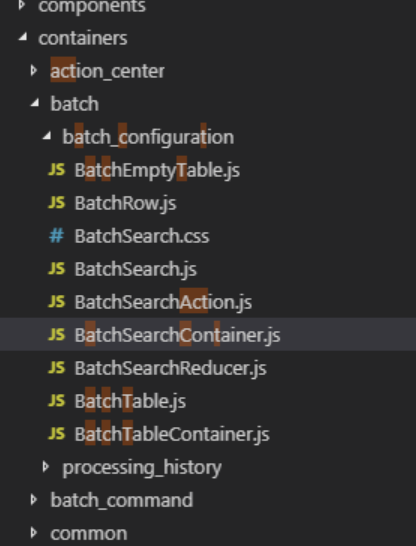 components
containers
action_center
batch
batch_configuration
JS BatchEmptyTable.js
JS BatchRow.js
# BatchSearch.css
JS BatchSearch.js
JS BatchSearchAction.js
JS BatchSearchContainer.js
JS BatchSearchReducer.js
JS BatchTable.js
JS BatchTableContainer.js
processing_history
batch_command
common